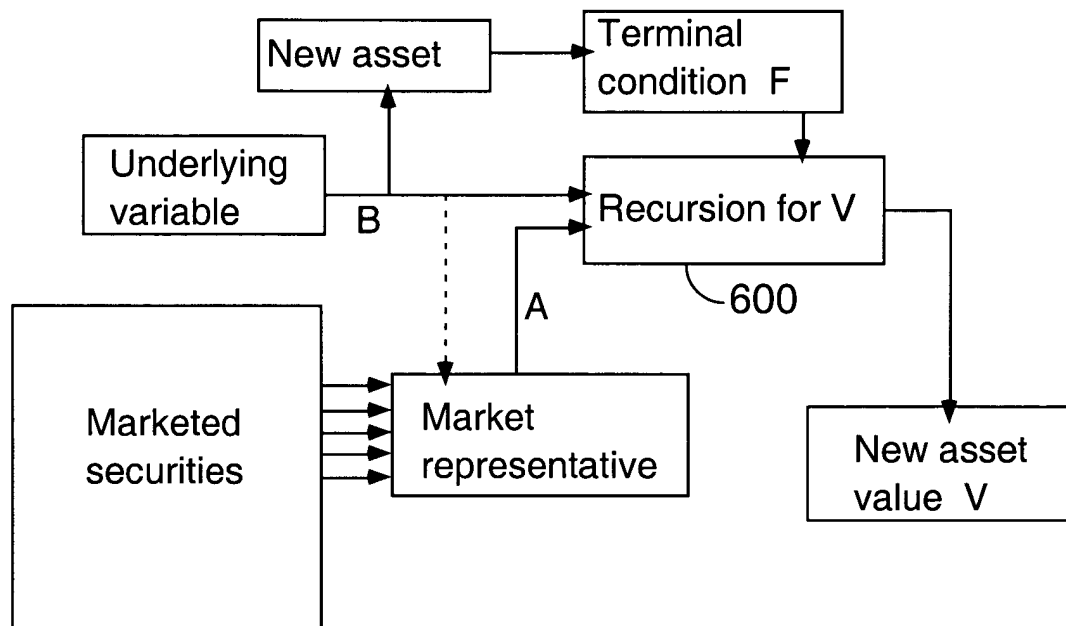 New asset
Terminal
condition F
Underlying
variable
B
Recursion for V
600
A
Marketed
securities
Market
representative
New asset
value V